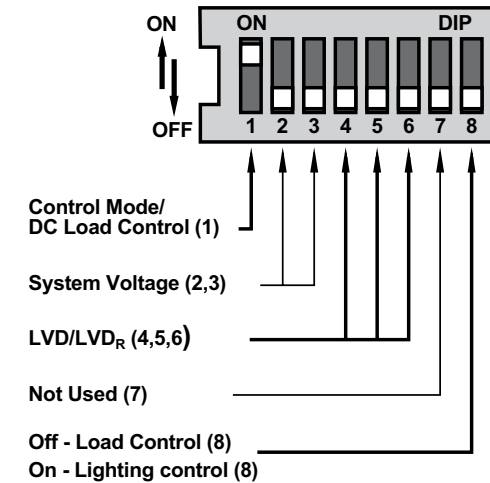 ON
ON DIP
OFF
1 2 3 4 5 6 7 8
Control Mode/
DC Load Control (1)
System Voltage (2,3)
LVD/LVDR (4,5,6)
Not Used (7)
Off - Load Control (8)
On - Lighting control (8)